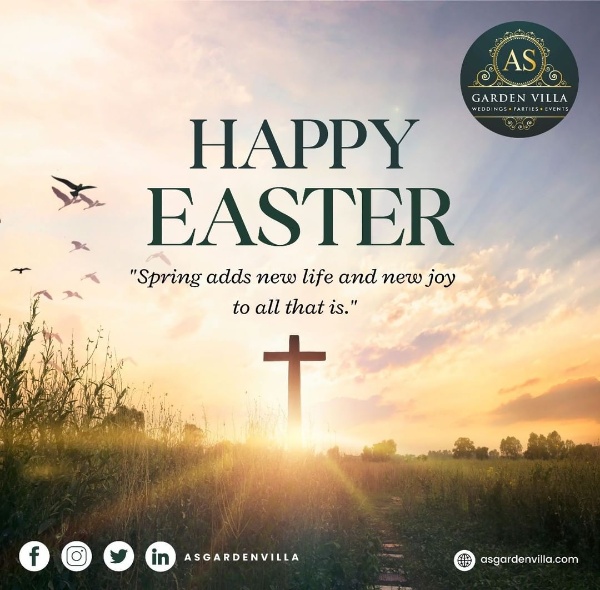 AS
GARDEN VILLA
WEDDINGS • PARTIES • EVENTS
HAPPY
EASTER
"Spring adds new life and new joy
to all that is."
ASGARDENVILLA
asgardenvilla.com